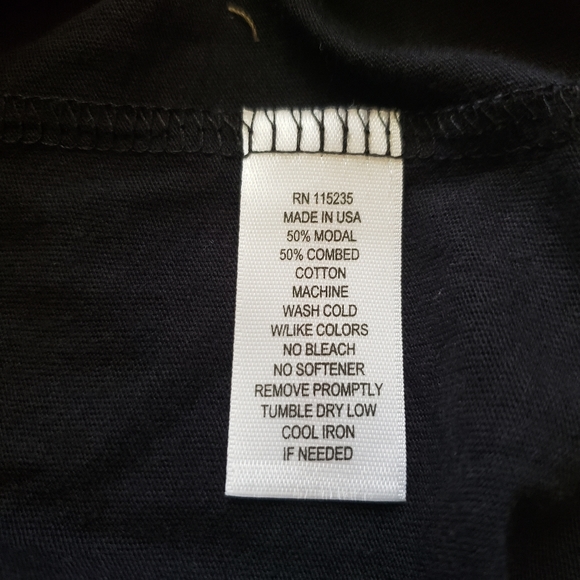 RN 115235
MADE IN USA
50% MODAL
50% COMBED
COTTON
MACHINE
WASH COLD
W/LIKE COLORS
NO BLEACH
NO SOFTENER
REMOVE PROMPTLY
TUMBLE DRY LOW
COOL IRON
IF NEEDED